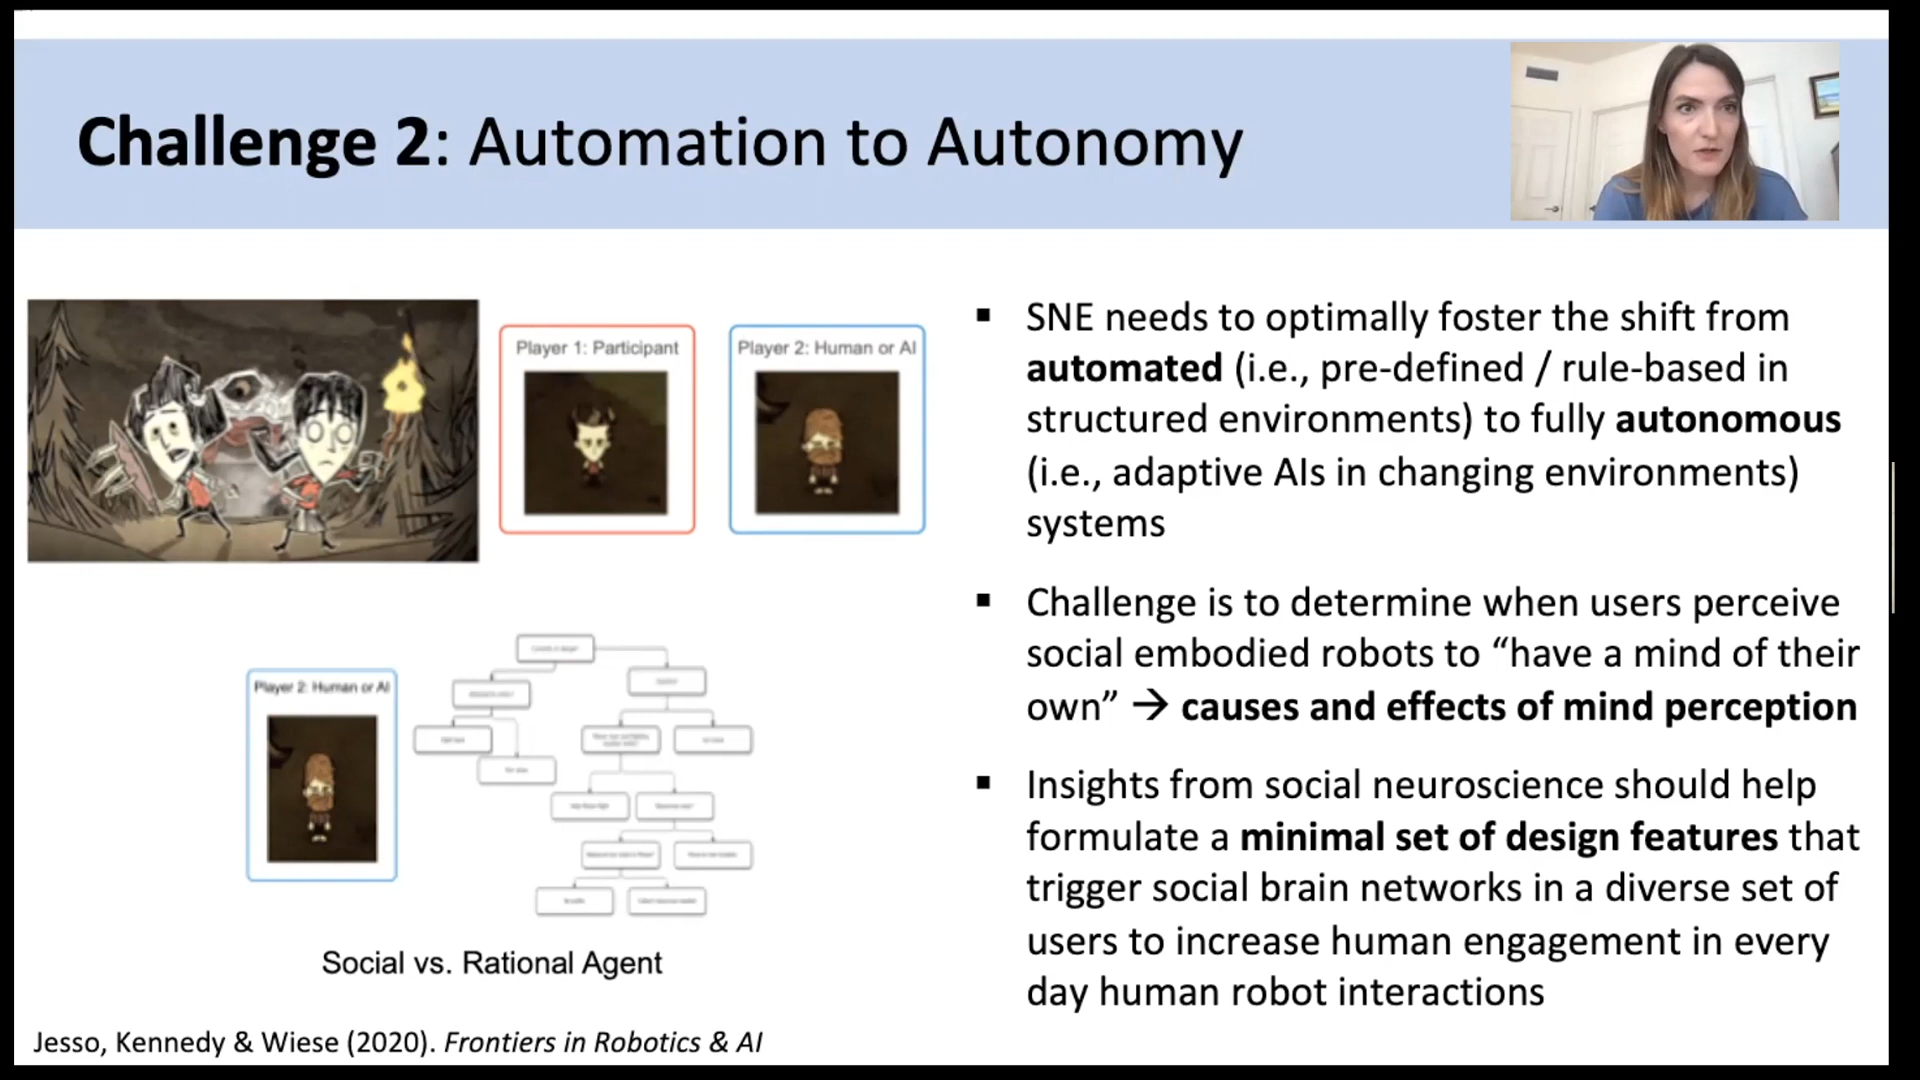 Challenge 2: Automation to Autonomy
Player 1: Participant
Player 2: Human or AI
Player 2: Human or AI
Social vs. Rational Agent
Jesso, Kennedy & Wiese (2020). Frontiers in Robotics & AI
▪ SNE needs to optimally foster the shift from
automated (i.e., pre-defined / rule-based in
structured environments) to fully autonomous
(i.e., adaptive AIs in changing environments)
systems
▪ Challenge is to determine when users perceive
social embodied robots to “have a mind of their
own” → causes and effects of mind perception
▪ Insights from social neuroscience should help
formulate a minimal set of design features that
trigger social brain networks in a diverse set of
users to increase human engagement in every
day human robot interactions